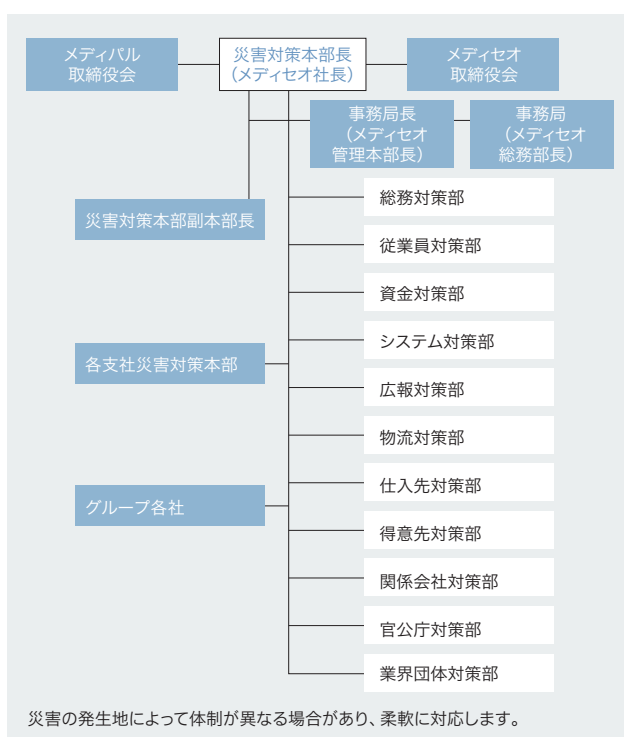 メディパル
取締役会
災害対策本部長
（メディセオ社長）
メディセオ
取締役会
事務局長
（メディセオ
管理本部長）
事務局
（メディセオ
総務部長）
災害対策本部副本部長
総務対策部
従業員対策部
資金対策部
システム対策部
各支社災害対策本部
広報対策部
物流対策部
仕入先対策部
グループ各社
得意先対策部
関係会社対策部
官公庁対策部
業界団体対策部
災害の発生地によって体制が異なる場合があり、柔軟に対応します。